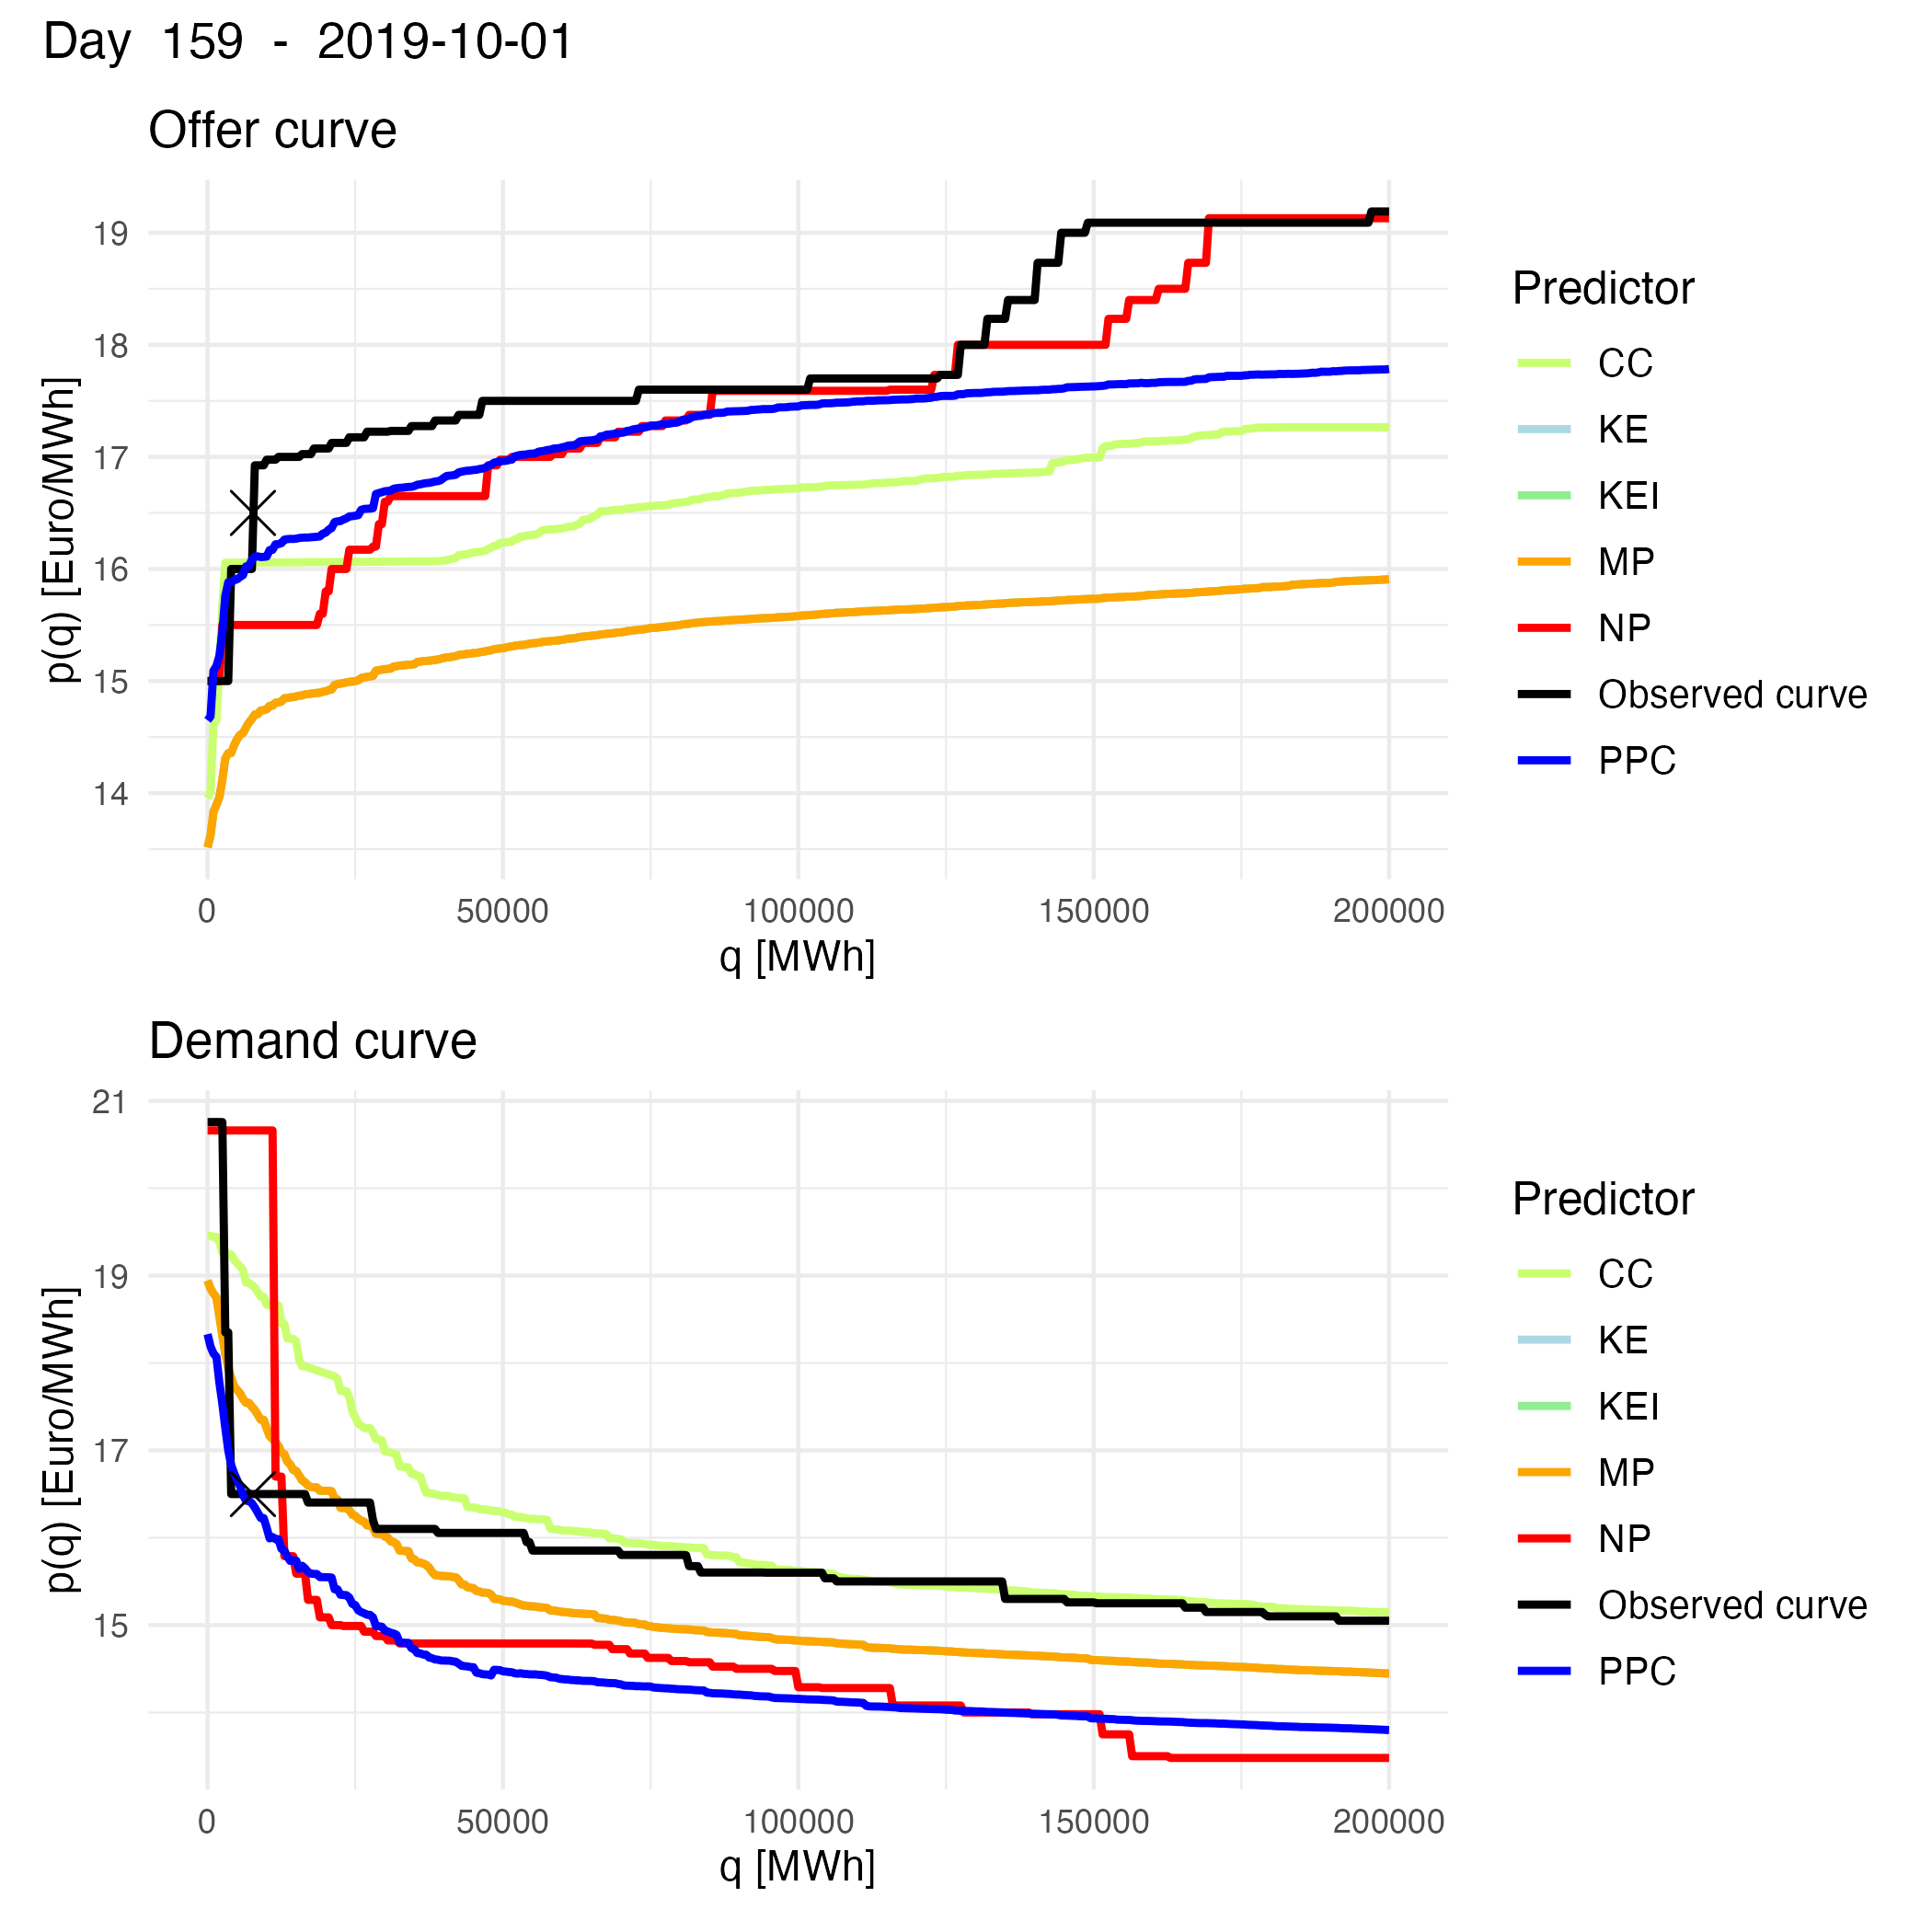 Day 159 - 2019-10-01
Offer curve
19
18
17
16
15
14
p(q) [Euro/MWh]
0 50000 100000 150000 200000
q [MWh]
Predictor
CC
KE
KEI
MP
NP
Observed curve
PPC
Demand curve
21
19
17
15
p(q) [Euro/MWh]
0 50000 100000 150000 200000
q [MWh]
Predictor
CC
KE
KEI
MP
NP
Observed curve
PPC